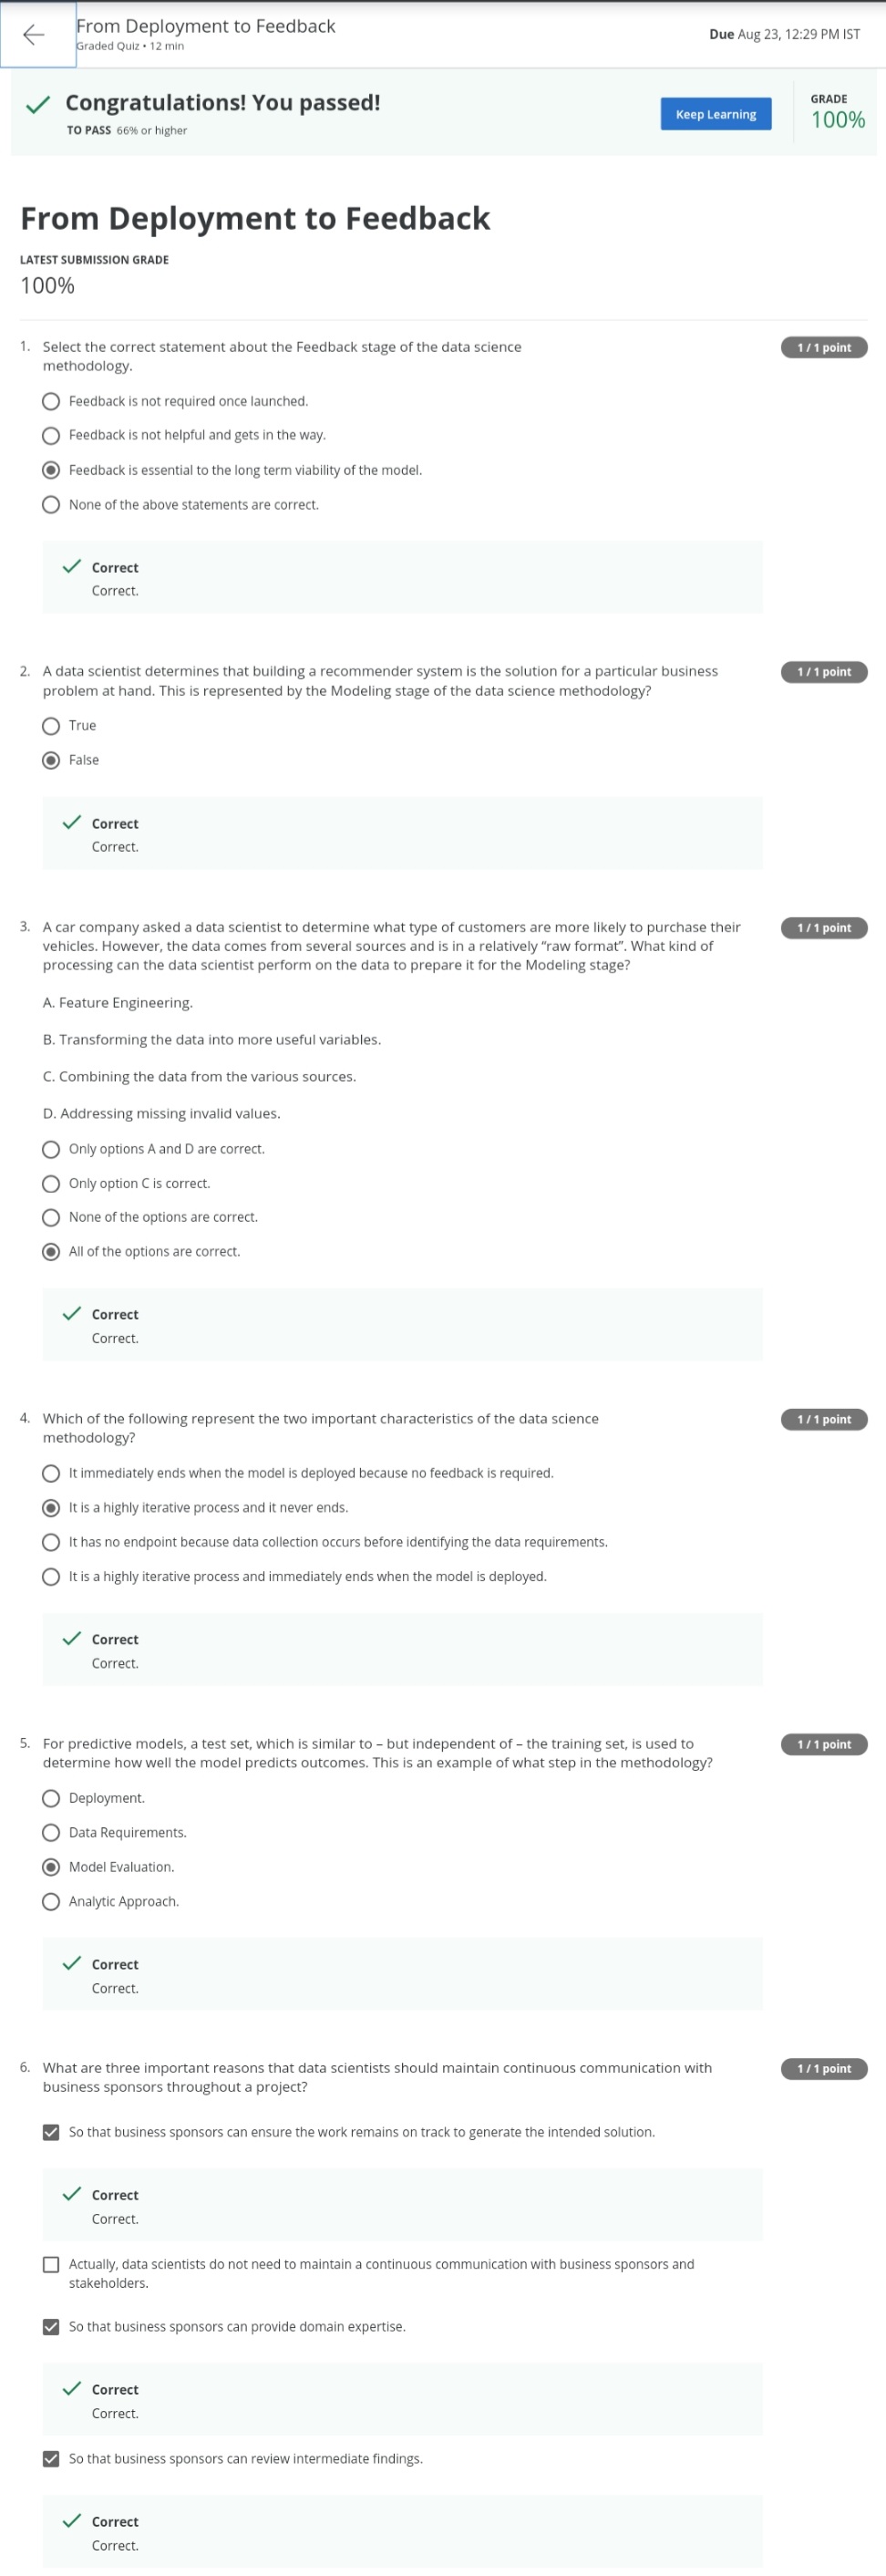 From Deployment to Feedback
Graded Quiz • 12 min
Due Aug 23, 12:29 PM IST
Congratulations! You passed!
TO PASS 66% or higher
Keep Learning
GRADE
100%
From Deployment to Feedback
LATEST SUBMISSION GRADE
100%
1. Select the correct statement about the Feedback stage of the data science
methodology.
1 / 1 point
Feedback is not required once launched.
Feedback is not helpful and gets in the way.
Feedback is essential to the long term viability of the model.
None of the above statements are correct.
Correct
Correct.
2. A data scientist determines that building a recommender system is the solution for a particular business
problem at hand. This is represented by the Modeling stage of the data science methodology?
1 / 1 point
True
False
Correct
Correct.
3. A car company asked a data scientist to determine what type of customers are more likely to purchase their
vehicles. However, the data comes from several sources and is in a relatively “raw format”. What kind of
processing can the data scientist perform on the data to prepare it for the Modeling stage?
1 / 1 point
A. Feature Engineering.
B. Transforming the data into more useful variables.
C. Combining the data from the various sources.
D. Addressing missing invalid values.
Only options A and D are correct.
Only option C is correct.
None of the options are correct.
All of the options are correct.
Correct
Correct.
4. Which of the following represent the two important characteristics of the data science
methodology?
1 / 1 point
It immediately ends when the model is deployed because no feedback is required.
It is a highly iterative process and it never ends.
It has no endpoint because data collection occurs before identifying the data requirements.
It is a highly iterative process and immediately ends when the model is deployed.
Correct
Correct.
5. For predictive models, a test set, which is similar to – but independent of – the training set, is used to
determine how well the model predicts outcomes. This is an example of what step in the methodology?
1 / 1 point
Deployment.
Data Requirements.
Model Evaluation.
Analytic Approach.
Correct
Correct.
6. What are three important reasons that data scientists should maintain continuous communication with
business sponsors throughout a project?
1 / 1 point
So that business sponsors can ensure the work remains on track to generate the intended solution.
Correct
Correct.
Actually, data scientists do not need to maintain a continuous communication with business sponsors and
stakeholders.
So that business sponsors can provide domain expertise.
Correct
Correct.
So that business sponsors can review intermediate findings.
Correct
Correct.